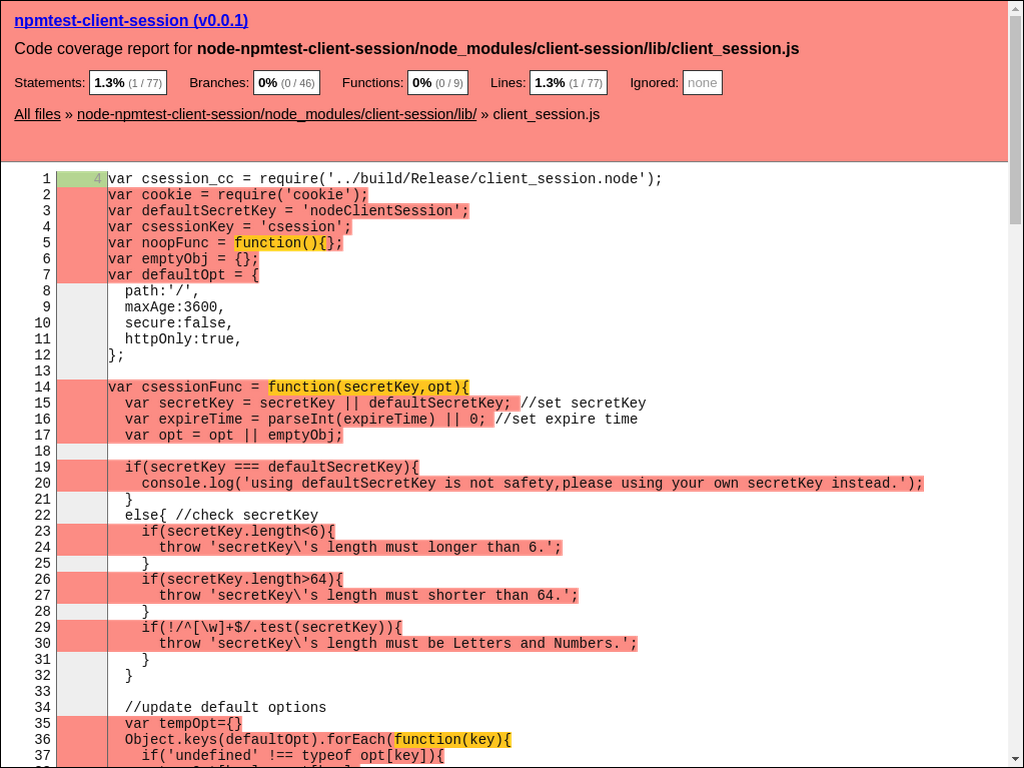 npmtest-client-session (v0.0.1)
Code coverage report for node-npmtest-client-session/node_modules/client-session/lib/client_session.js
Statements: 1.3% (1 / 77) Branches: 0% (0 / 46) Functions: 0% (0 / 9) Lines: 1.3% (1 / 77) Ignored: none
All files » node-npmtest-client-session/node_modules/client-session/lib/ » client_session.js
1 4 var csession_cc = require('../build/Release/client_session.node');
2 var cookie = require('cookie');
3 var defaultSecretKey = 'nodeClientSession';
4 var csessionKey = 'csession';
5 var noopFunc = function(){};
6 var emptyObj = {};
7 var defaultOpt = {
8   path:'/',
9   maxAge:3600,
10   secure:false,
11   httpOnly:true,
12 };
13
14 var csessionFunc = function(secretKey,opt){
15   var secretKey = secretKey || defaultSecretKey; //set secretKey
16   var expireTime = parseInt(expireTime) || 0; //set expire time
17   var opt = opt || emptyObj;
18
19   if(secretKey === defaultSecretKey){
20     console.log('using defaultSecretKey is not safety,please using your own secretKey instead.');
21   }
22   else{ //check secretKey
23     if(secretKey.length<6){
24       throw 'secretKey\'s length must longer than 6.';
25     }
26     if(secretKey.length>64){
27       throw 'secretKey\'s length must shorter than 64.';
28     }
29     if(!/^[\w]+$/.test(secretKey)){
30       throw 'secretKey\'s length must be Letters and Numbers.';
31     }
32   }
33
34   //update default options
35   var tempOpt={}
36   Object.keys(defaultOpt).forEach(function(key){
37     if('undefined' !== typeof opt[key]){